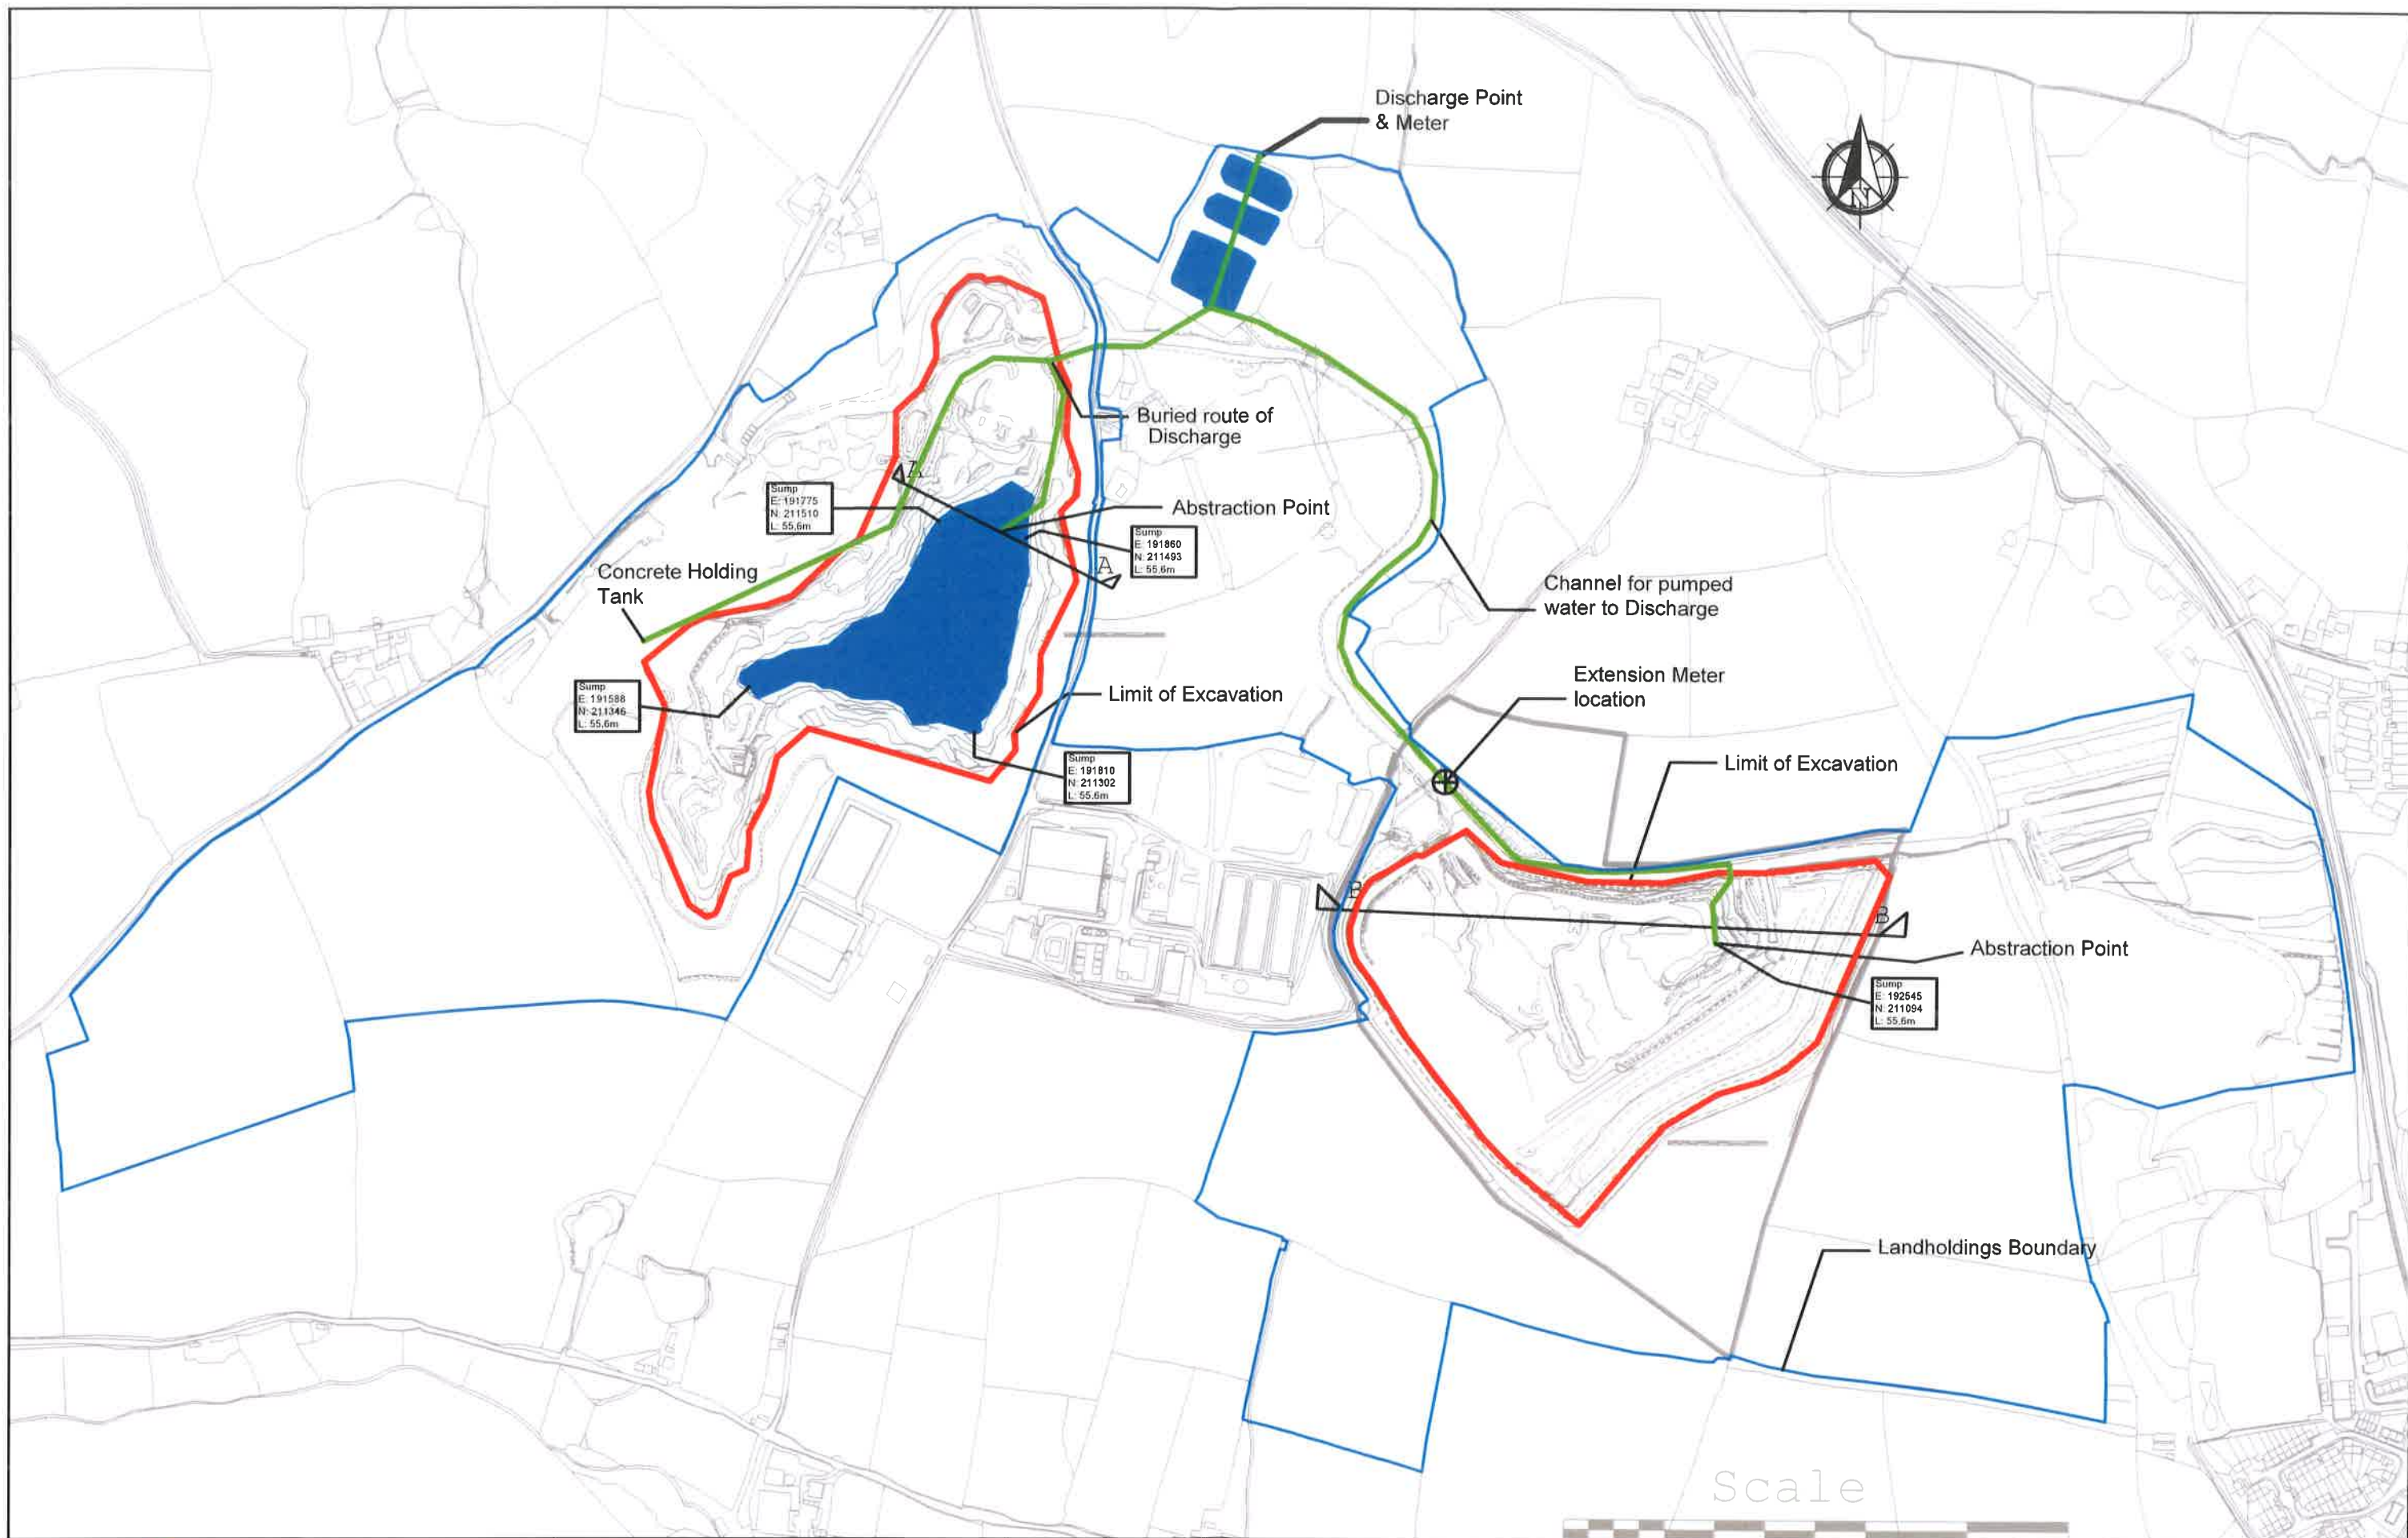 Discharge Point
& Meter
N
Buried route of
Discharge
A
Sump
E: 191775
N: 211510
L: 55.6m
Abstraction Point
Sump
E: 191860
N: 211493
L: 55.6m
A
Concrete Holding
Tank
Channel for pumped
water to Discharge
Sump
E: 191588
N: 211346
L: 55.6m
Limit of Excavation
Extension Meter
location
Sump
E: 191810
N: 211302
L: 55.6m
Limit of Excavation
B
B
Abstraction Point
Sump
E: 192545
N: 211094
L: 55.6m
Landholdings Boundary
Scale